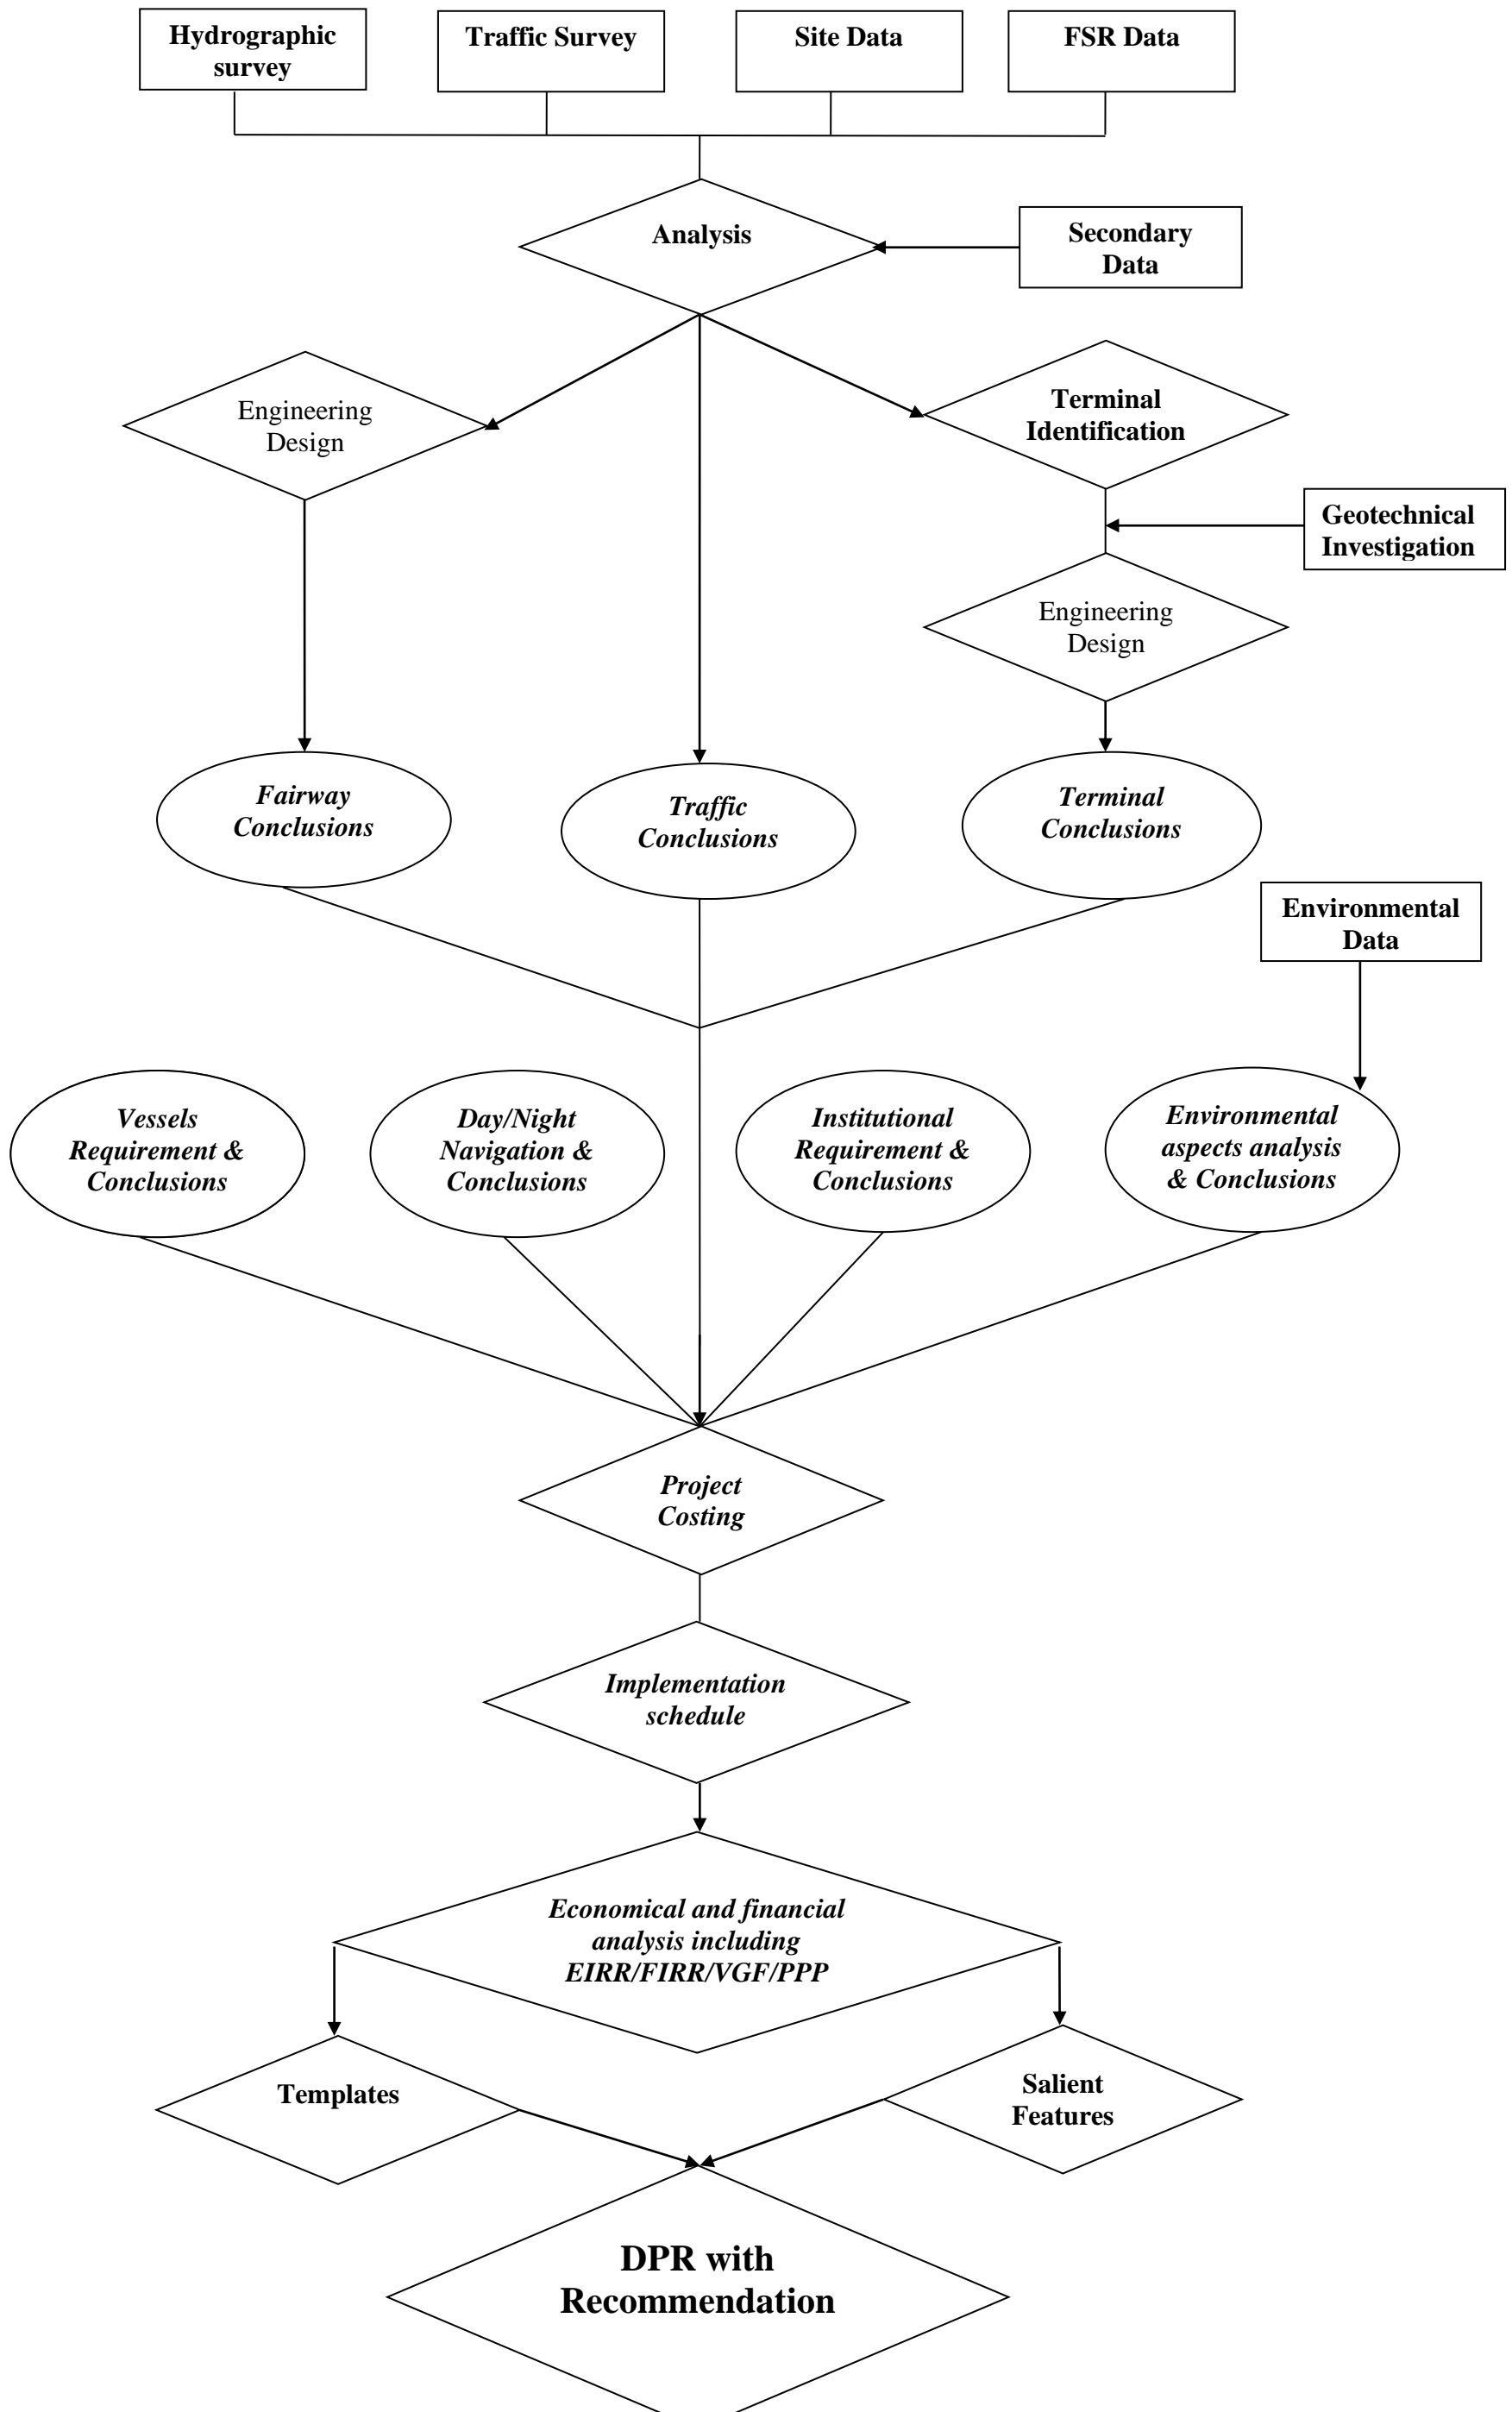 Hydrographic
survey
Traffic Survey
Site Data
FSR Data
Analysis
Secondary
Data
Engineering
Design
Terminal
Identification
Geotechnical
Investigation
Engineering
Design
Fairway
Conclusions
Traffic
Conclusions
Terminal
Conclusions
Environmental
Data
Vessels
Requirement &
Conclusions
Day/Night
Navigation &
Conclusions
Institutional
Requirement &
Conclusions
Environmental
aspects analysis
& Conclusions
Project
Costing
Implementation
schedule
Economical and financial
analysis including
EIRR/FIRR/VGF/PPP
Templates
Salient
Features
DPR with
Recommendation